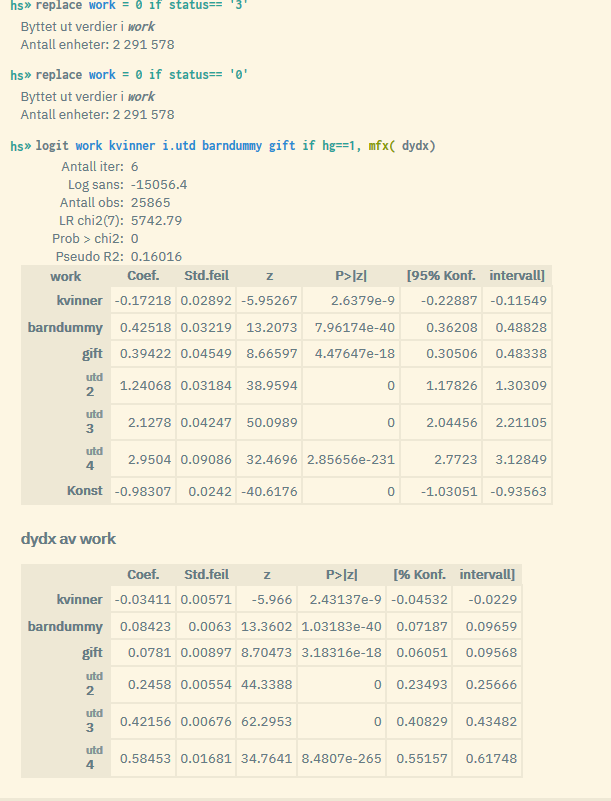 hs» replace work = 0 if status== '3'
Byttet ut verdier i work
Antall enheter: 2 291 578
hs» replace work = 0 if status== '0'
Byttet ut verdier i work
Antall enheter: 2 291 578
hs» logit work kvinner i.utd barndummy gift if hg==1, mfx( dydx)
Antall iter: 6
Log sans: -15056.4
Antall obs: 25865
LR chi2(7): 5742.79
Prob > chi2: 0
Pseudo R2: 0.16016
work Coef. Std.feil z P>|z| [95% Konf. intervall]
kvinner -0.17218 0.02892 -5.95267 2.6379e-9 -0.22887 -0.11549
barndummy 0.42518 0.03219 13.2073 7.96174e-40 0.36208 0.48828
gift 0.39422 0.04549 8.66597 4.47647e-18 0.30506 0.48338
utd
2 1.24068 0.03184 38.9594 0 1.17826 1.30309
utd
3 2.1278 0.04247 50.0989 0 2.04456 2.21105
utd
4 2.9504 0.09086 32.4696 2.85656e-231 2.7723 3.12849
Konst -0.98307 0.0242 -40.6176 0 -1.03051 -0.93563
dydx av work
Coef. Std.feil z P>|z| [% Konf. intervall]
kvinner -0.03411 0.00571 -5.966 2.43137e-9 -0.04532 -0.0229
barndummy 0.08423 0.0063 13.3602 1.03183e-40 0.07187 0.09659
gift 0.0781 0.00897 8.70473 3.18316e-18 0.06051 0.09568
utd
2 0.2458 0.00554 44.3388 0 0.23493 0.25666
utd
3 0.42156 0.00676 62.2953 0 0.40829 0.43482
utd
4 0.58453 0.01681 34.7641 8.4807e-265 0.55157 0.61748